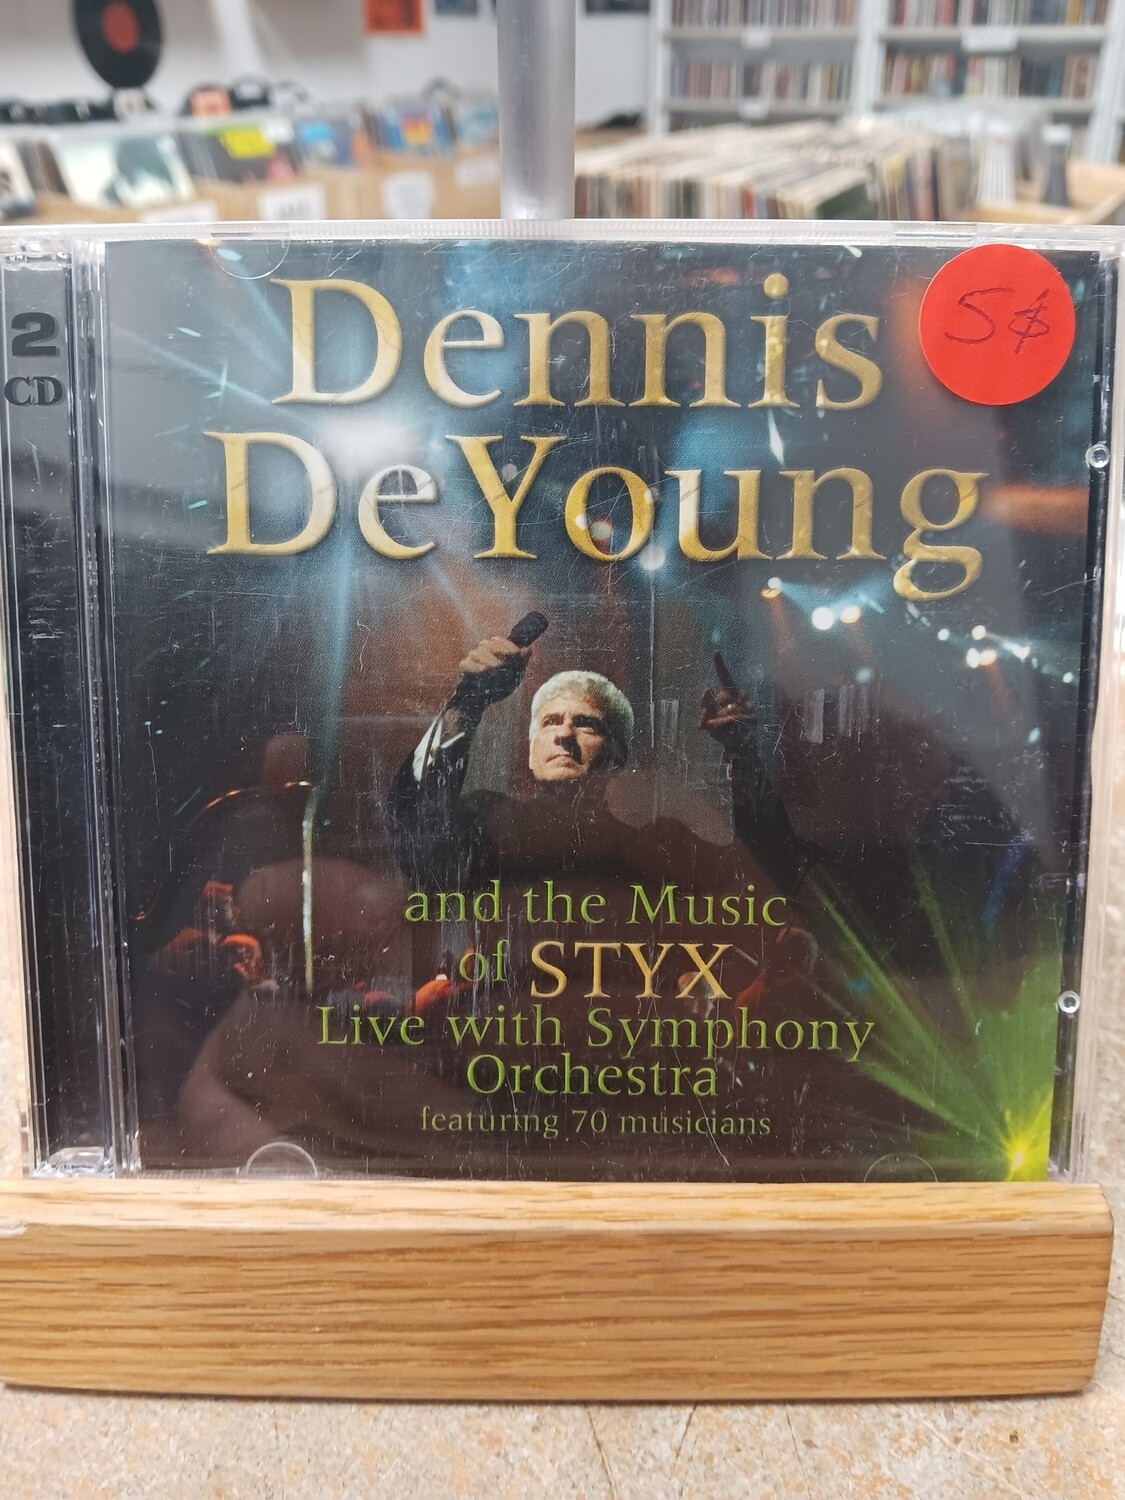 2
CD
5$
Dennis
DeYoung
and the Music
of STYX
Live with Symphony
Orchestra
featuring 70 musicians